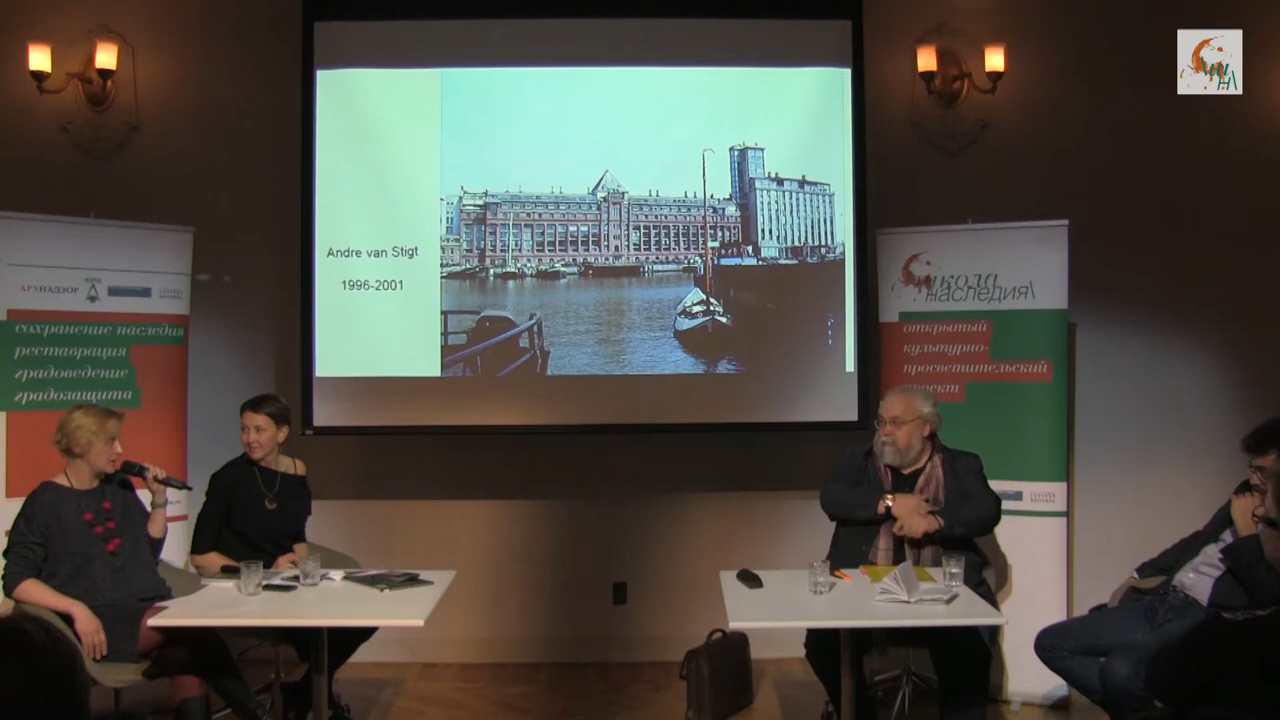 Andre van Stigt
1996-2001
АРХНАДЗОР
сохранение наследия
реставрация
градоведение
градозащита
школа
наследия\
открытый
культурно-
просветительский
проект